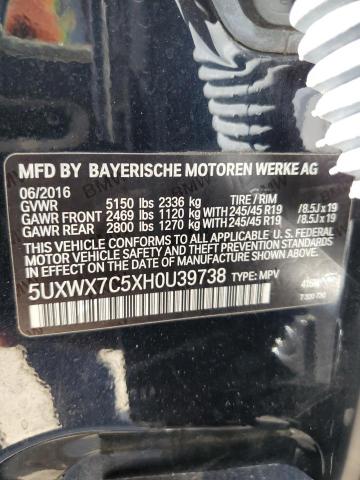 MFD BY BAYERISCHE MOTOREN WERKE AG
06/2016
GVWR 5150 lbs 2336 kg TIRE / RIM
GAWR FRONT 2469 lbs 1120 kg WITH 245/45 R19 /8.5J x 19
GAWR REAR 2800 lbs 1270 kg WITH 245/45 R19 /8.5J x 19
THIS VEHICLE CONFORMS TO ALL APPLICABLE U.S. FEDERAL
MOTOR VEHICLE SAFETY STANDARDS IN EFFECT ON THE
DATE OF MANUFACTURE SHOWN ABOVE.
5UXWX7C5XH0U39738 TYPE: MPV